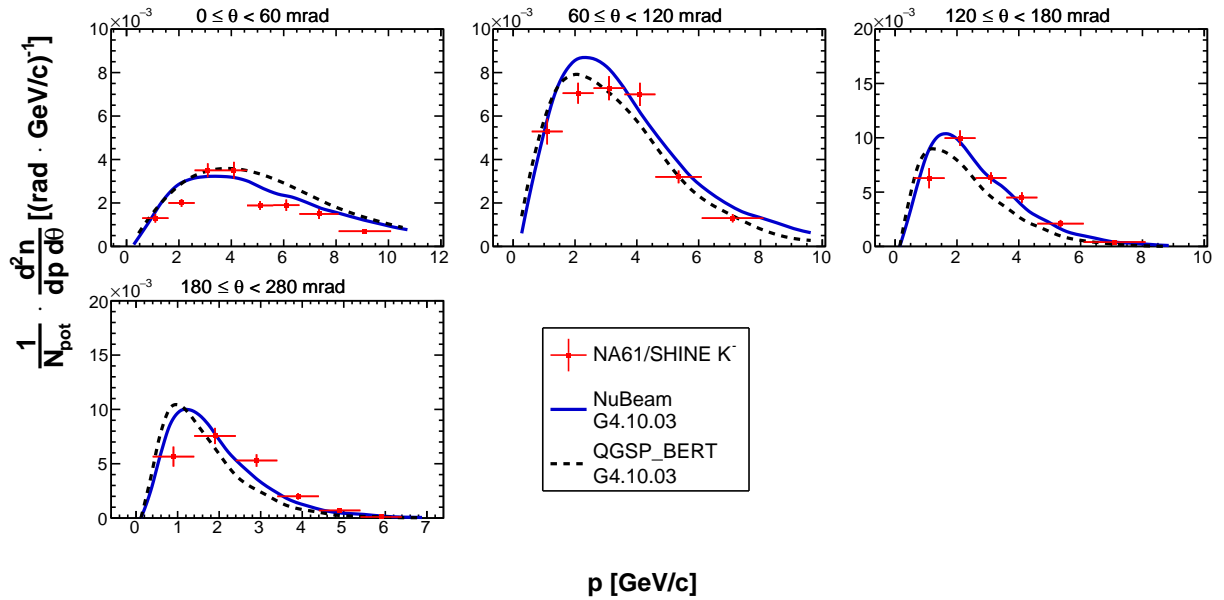 0 ≤ θ < 60 mrad
×10⁻³
10
8
6
4
2
0
0 2 4 6 8 10 12
60 ≤ θ < 120 mrad
×10⁻³
10
8
6
4
2
0
0 2 4 6 8 10
120 ≤ θ < 180 mrad
×10⁻³
20
15
10
5
0
0 2 4 6 8 10
180 ≤ θ < 280 mrad
×10⁻³
20
15
10
5
0
0 1 2 3 4 5 6 7
1/N_pot · d²n/dp dθ [(rad · GeV/c)⁻¹]
NA61/SHINE K⁻
NuBeam
G4.10.03
QGSP_BERT
G4.10.03
p [GeV/c]